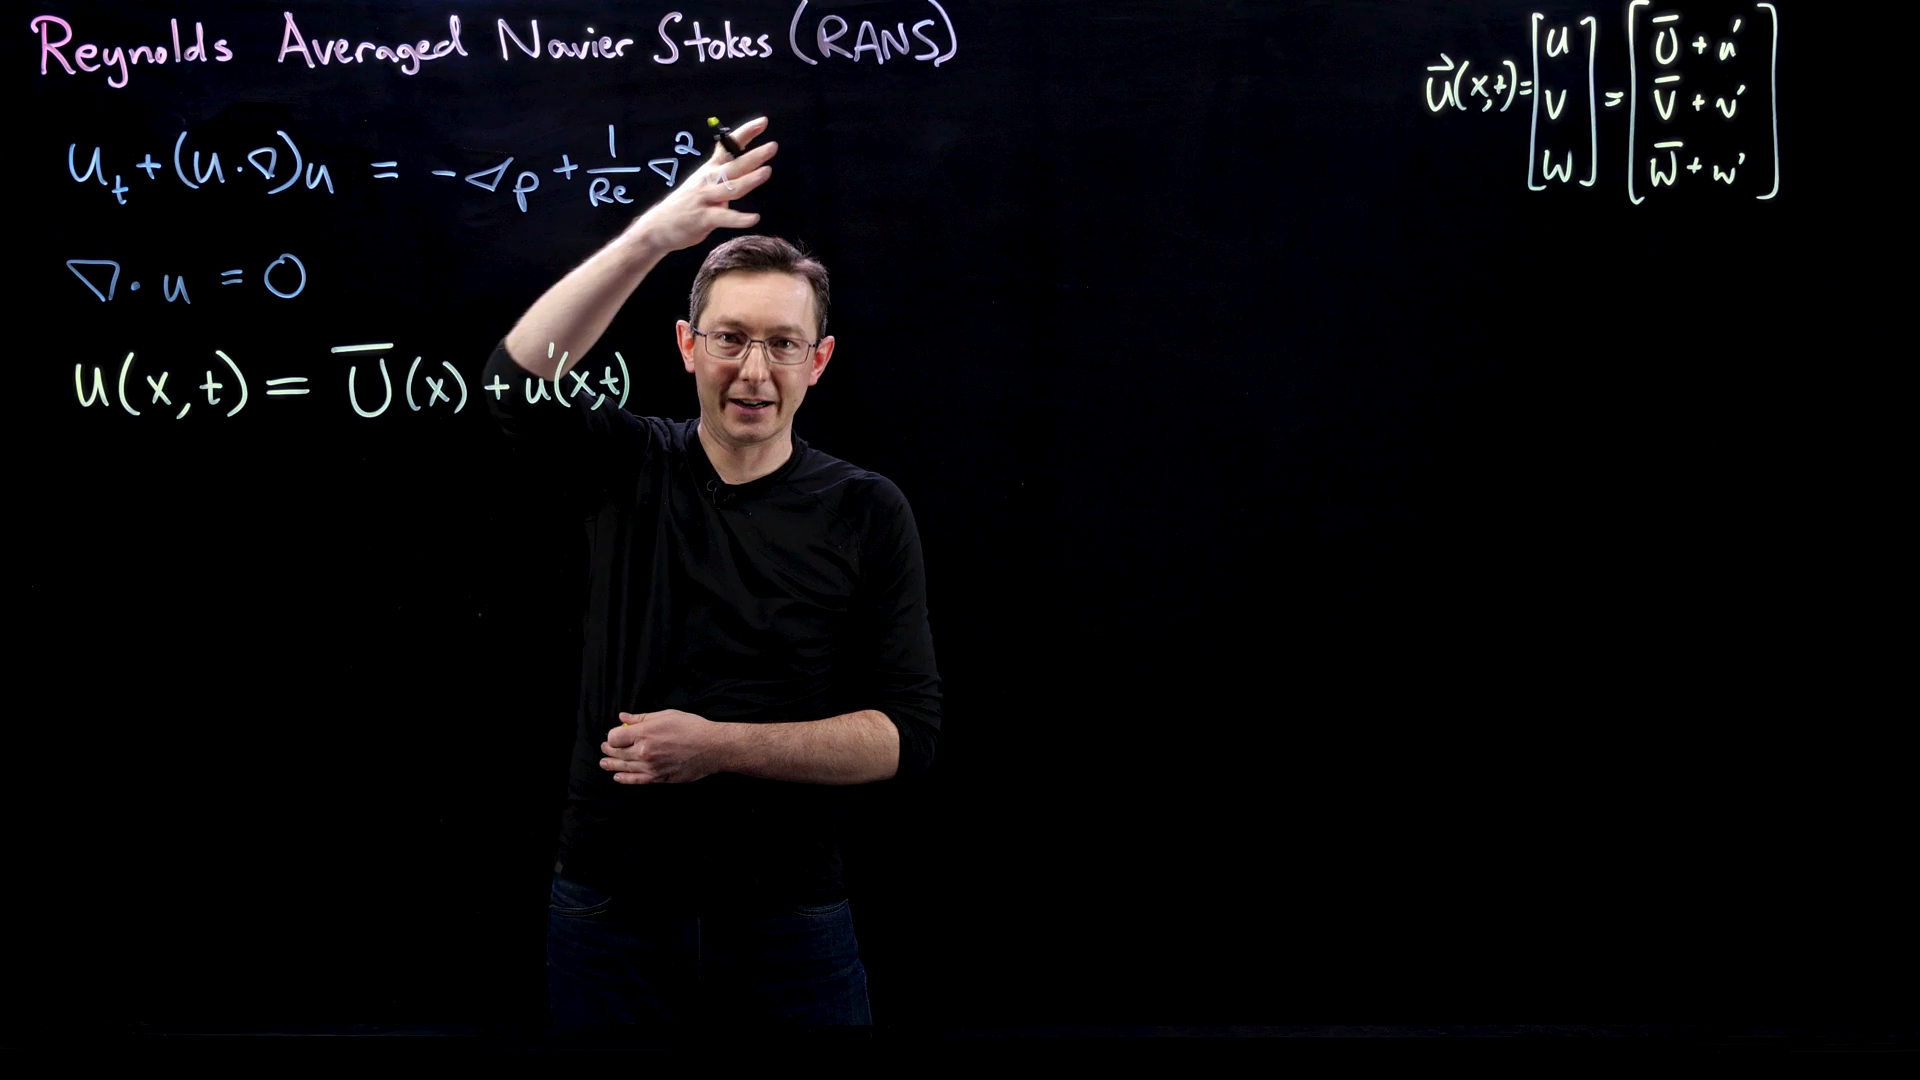 Reynolds Averaged Navier Stokes (RANS)
u_t + (u·∇)u = -∇p + 1/Re ∇² u
∇·u = 0
u(x,t) = U̅(x) + u'(x,t)
u⃗(x,t) = [u v w] = [U̅ + u' V̅ + v' W̅ + w']